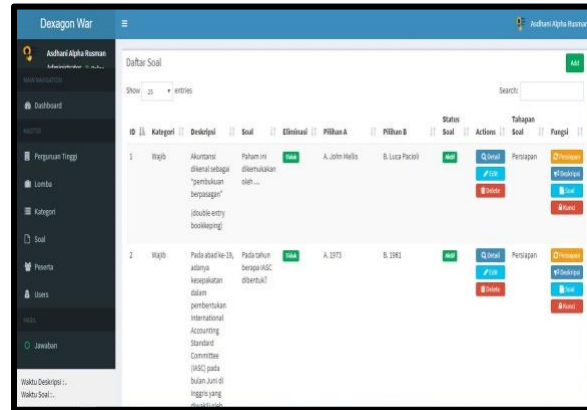 Dexagon War
Asdhani Alpha Rusman
Asdhani Alpha Rusman
MAIN NAVIGATION
Dashboard
MASTER
Perguruan Tinggi
Lomba
Kategori
Soal
Peserta
Users
Jawaban
Waktu Deskripsi : .
Waktu Soal : .
Daftar Soal
Add
Show 25 entries
Search:
ID Kategori Deskripsi Soal Eliminasi Pilihan A Pilihan B Status Soal Actions Tahapan Soal Fungsi
1 Wajib Akuntansi Paham ini Tidak A. John Mellis B. Luca Pacioli Aktif Detail Persiapan Persiapan
dikenal sebagai dikemukakan Edit Deskripsi
"pembukuan oleh .... Delete Soal
berpasagan" Kunci
(double entry
bookkeping)
2 Wajib Pada abad ke-19, Pada tahun Tidak A. 1973 B. 1981 Aktif Detail Persiapan Persiapan
adanya berapa IASC Edit Deskripsi
kesepakatan dibentuk? Delete Soal
dalam Kunci
pembentukan
International
Accounting
Standard
Committee
(IASC) pada
bulan Juni di
Inggris yang